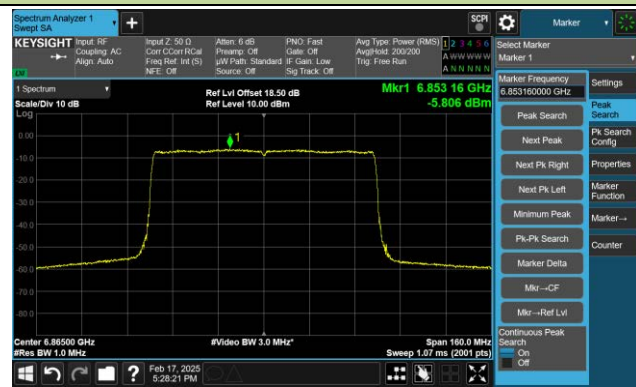 Spectrum Analyzer 1
Swept SA
SCPI
Marker
KEYSIGHT
Input: RF
Coupling: AC
Align: Auto
Input Z: 50 Ω
Corr CCorr RCal
Freq Ref: Int (S)
NFE: Off
Atten: 6 dB
Preamp: Off
µW Path: Standard
Source: Off
PNO: Fast
Gate: Off
IF Gain: Low
Sig Track: Off
Avg Type: Power (RMS)
Avg|Hold: 200/200
Trig: Free Run
1 2 3 4 5 6
A WW WW W
A N N N N N
Select Marker
Marker 1
1 Spectrum
Scale/Div 10 dB
Log
Ref Lvl Offset 18.50 dB
Ref Level 10.00 dBm
Mkr1 6.853 16 GHz
-5.806 dBm
1
0.00
-10.0
-20.0
-30.0
-40.0
-50.0
-60.0
-70.0
-80.0
Center 6.86500 GHz
#Res BW 1.0 MHz
#Video BW 3.0 MHz*
Span 160.0 MHz
Sweep 1.07 ms (2001 pts)
Marker Frequency
6.853160000 GHz
Peak Search
Next Peak
Next Pk Right
Next Pk Left
Minimum Peak
Pk-Pk Search
Marker Delta
Mkr→CF
Mkr→Ref Lvl
Continuous Peak
Search
On
Off
Settings
Peak
Search
Pk Search
Config
Properties
Marker
Function
Marker→
Counter
?
Feb 17, 2025
5:28:21 PM